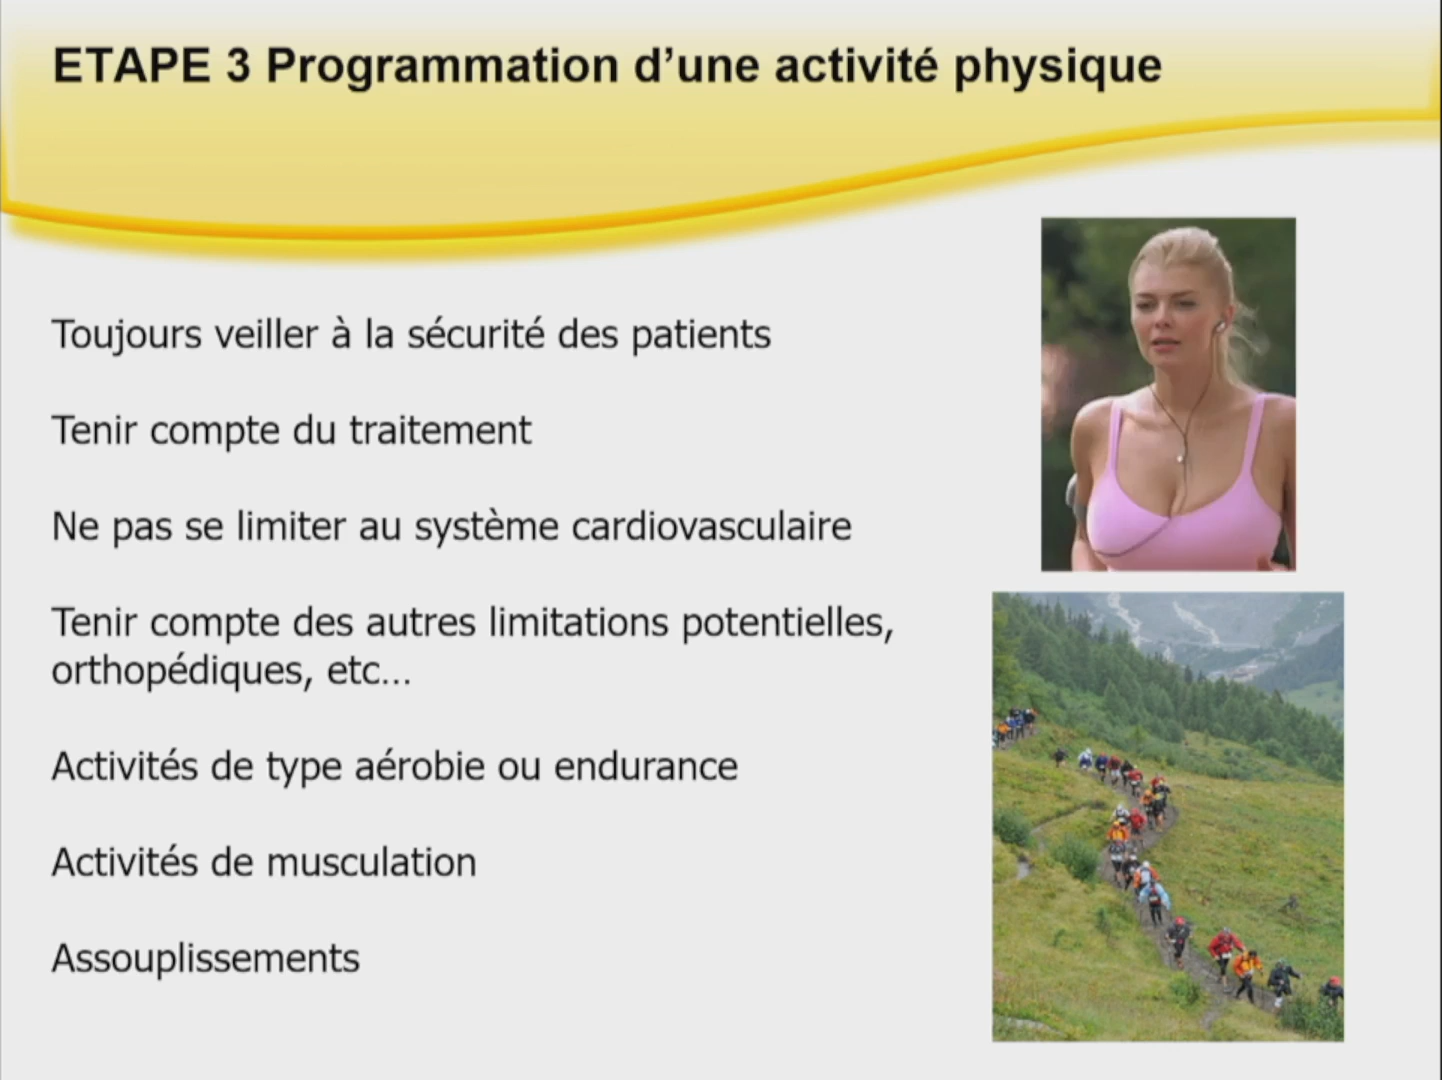 ETAPE 3 Programmation d’une activité physique
Toujours veiller à la sécurité des patients
Tenir compte du traitement
Ne pas se limiter au système cardiovasculaire
Tenir compte des autres limitations potentielles,
orthopédiques, etc…
Activités de type aérobie ou endurance
Activités de musculation
Assouplissements